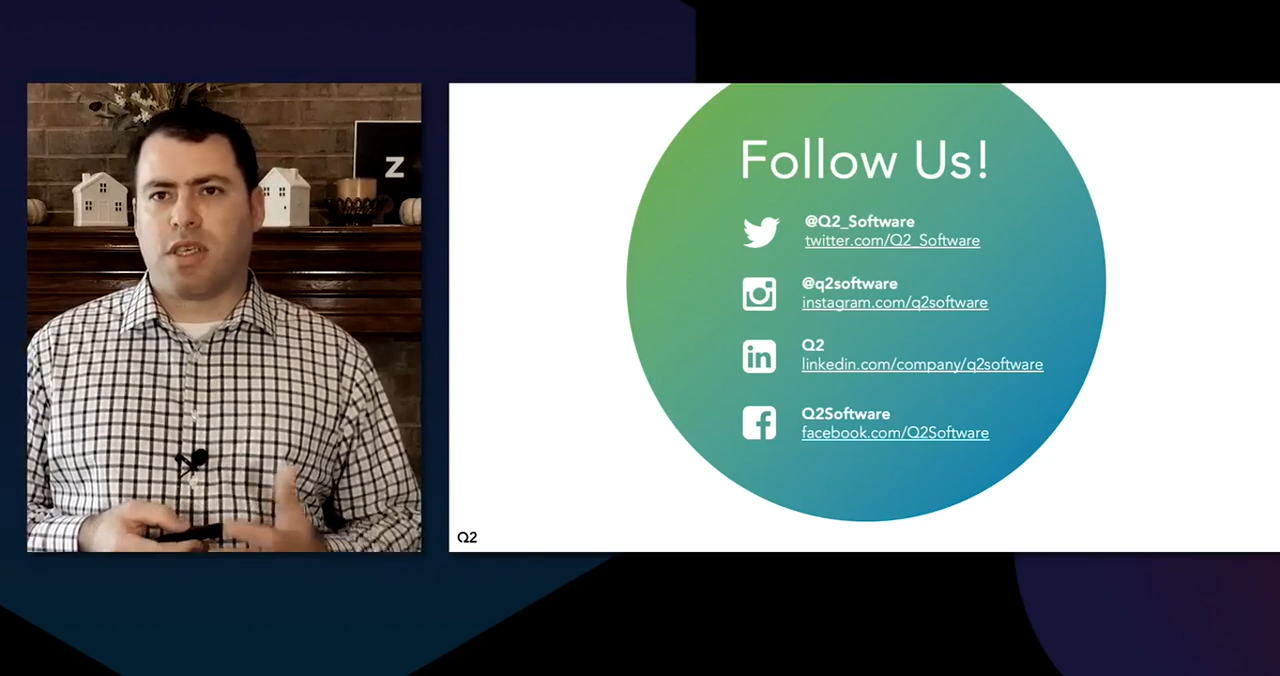 Z
Follow Us!
@Q2_Software
twitter.com/Q2_Software
@q2software
instagram.com/q2software
Q2
linkedin.com/company/q2software
Q2Software
facebook.com/Q2Software
Q2